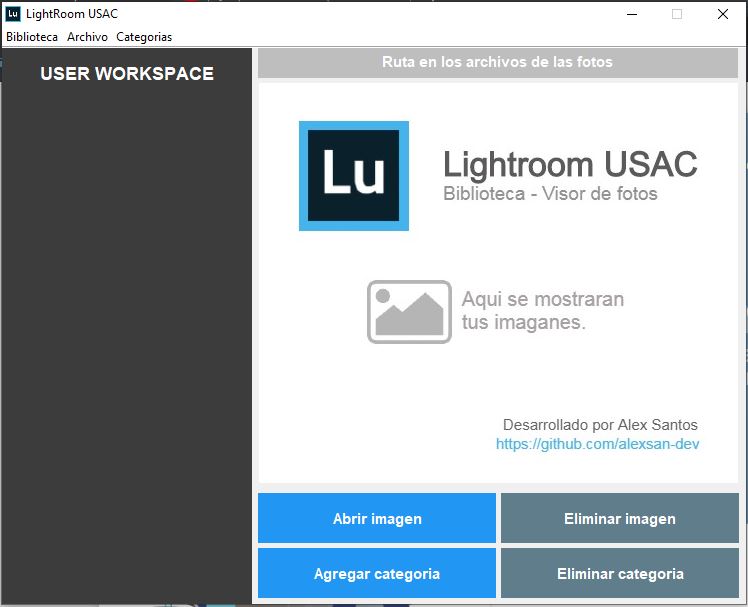 Lu LightRoom USAC
Biblioteca Archivo Categorias
USER WORKSPACE
Ruta en los archivos de las fotos
Lu
Lightroom USAC
Biblioteca - Visor de fotos
Aqui se mostraran
tus imaganes.
Desarrollado por Alex Santos
https://github.com/alexsan-dev
Abrir imagen
Eliminar imagen
Agregar categoria
Eliminar categoria